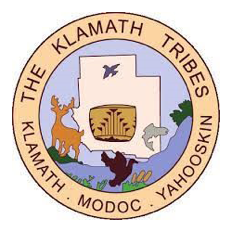 THE KLAMATH TRIBES
KLAMATH . MODOC . YAHOOSKIN